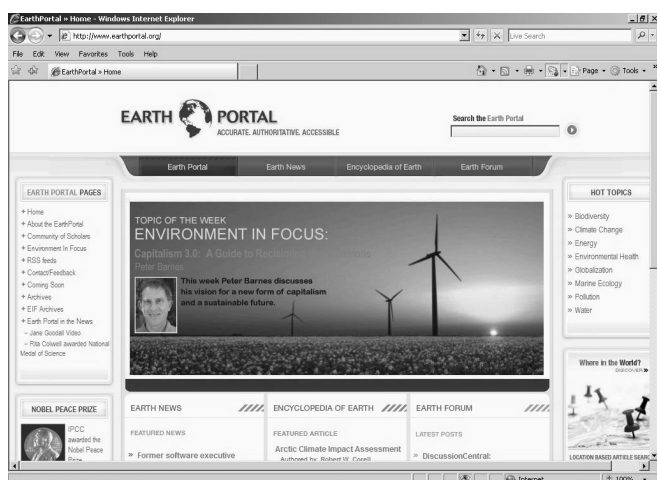 EarthPortal » Home - Windows Internet Explorer
http://www.earthportal.org/
Live Search
File Edit View Favorites Tools Help
EarthPortal » Home
Page Tools
EARTH PORTAL
ACCURATE. AUTHORITATIVE. ACCESSIBLE
Search the Earth Portal
Earth Portal Earth News Encyclopedia of Earth Earth Forum
EARTH PORTAL PAGES
+ Home
+ About the EarthPortal
+ Community of Scholars
+ Environment In Focus
+ RSS feeds
+ Contact/Feedback
+ Coming Soon
+ Archives
+ EIF Archives
+ Earth Portal in the News
– Jane Goodall Video
– Rita Colwell awarded National
Medal of Science
NOBEL PEACE PRIZE
IPCC
awarded the
Nobel Peace
Prize
TOPIC OF THE WEEK
ENVIRONMENT IN FOCUS:
Capitalism 3.0: A Guide to
Peter Barnes
This week Peter Barnes discusses
his vision for a new form of capitalism
and a sustainable future.
EARTH NEWS
FEATURED NEWS
» Former software executive
ENCYCLOPEDIA OF EARTH
FEATURED ARTICLE
Arctic Climate Impact Assessment
Authored by: Robert W. Corell
EARTH FORUM
LATEST POSTS
» DiscussionCentral:
HOT TOPICS
» Biodiversity
» Climate Change
» Energy
» Environmental Health
» Globalization
» Marine Ecology
» Pollution
» Water
Where in the World?
DISCOVER »
LOCATION BASED ARTICLE SEARC
Internet
100%